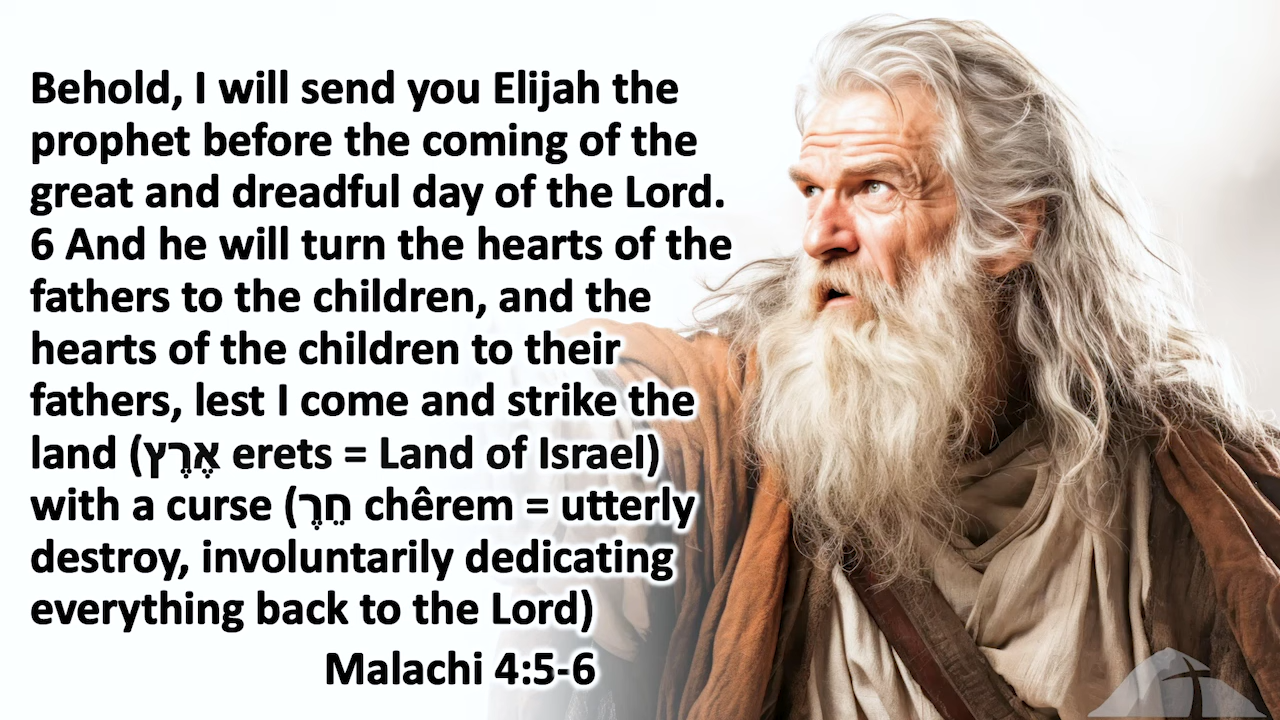 Behold, I will send you Elijah the
prophet before the coming of the
great and dreadful day of the Lord.
6 And he will turn the hearts of the
fathers to the children, and the
hearts of the children to their
fathers, lest I come and strike the
land (אֶרֶץ erets = Land of Israel)
with a curse (חֵרֶ chêrem = utterly
destroy, involuntarily dedicating
everything back to the Lord)
Malachi 4:5-6